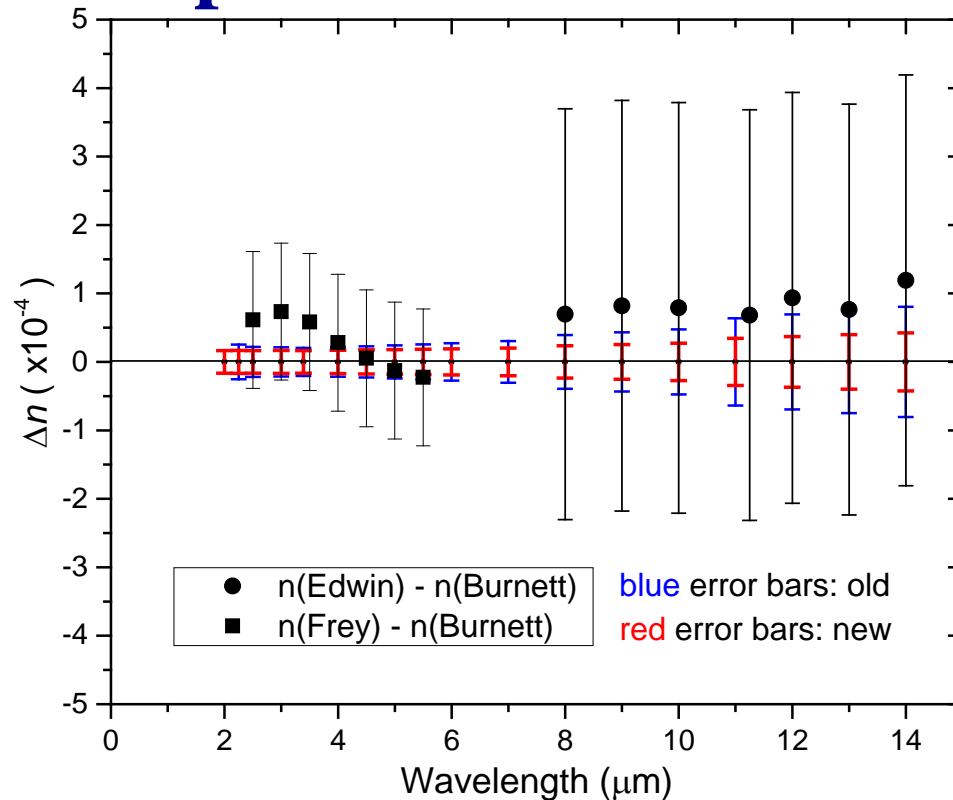 5
4
3
2
1
0
-1
-2
-3
-4
-5
Δn ( x10⁻⁴ )
n(Edwin) - n(Burnett)
n(Frey) - n(Burnett)
blue error bars: old
red error bars: new
0 2 4 6 8 10 12 14
Wavelength (μm)